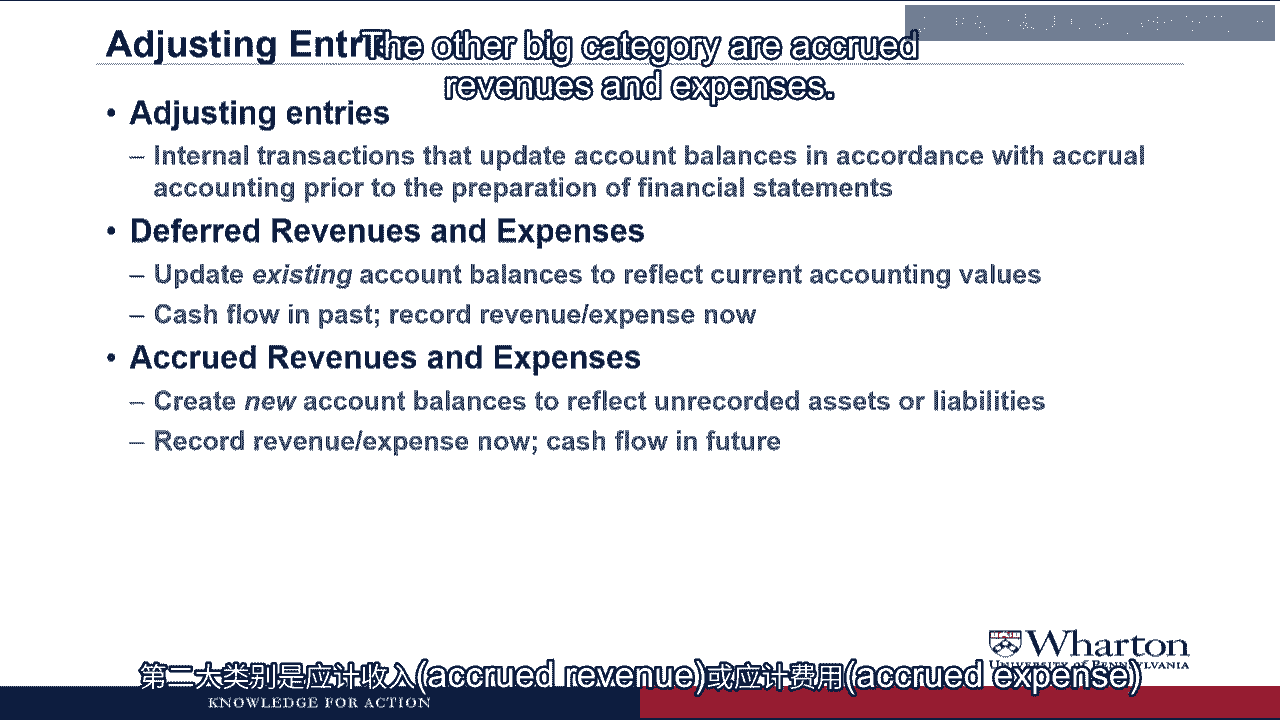 Adjusting Entries
The other big category are accrued
revenues and expenses.
• Adjusting entries
– Internal transactions that update account balances in accordance with accrual
accounting prior to the preparation of financial statements
• Deferred Revenues and Expenses
– Update existing account balances to reflect current accounting values
– Cash flow in past; record revenue/expense now
• Accrued Revenues and Expenses
– Create new account balances to reflect unrecorded assets or liabilities
– Record revenue/expense now; cash flow in future
Wharton
UNIVERSITY OF PENNSYLVANIA
第二大类别是应计收入(accrued revenue)或应计费用(accrued expense)
KNOWLEDGE FOR ACTION